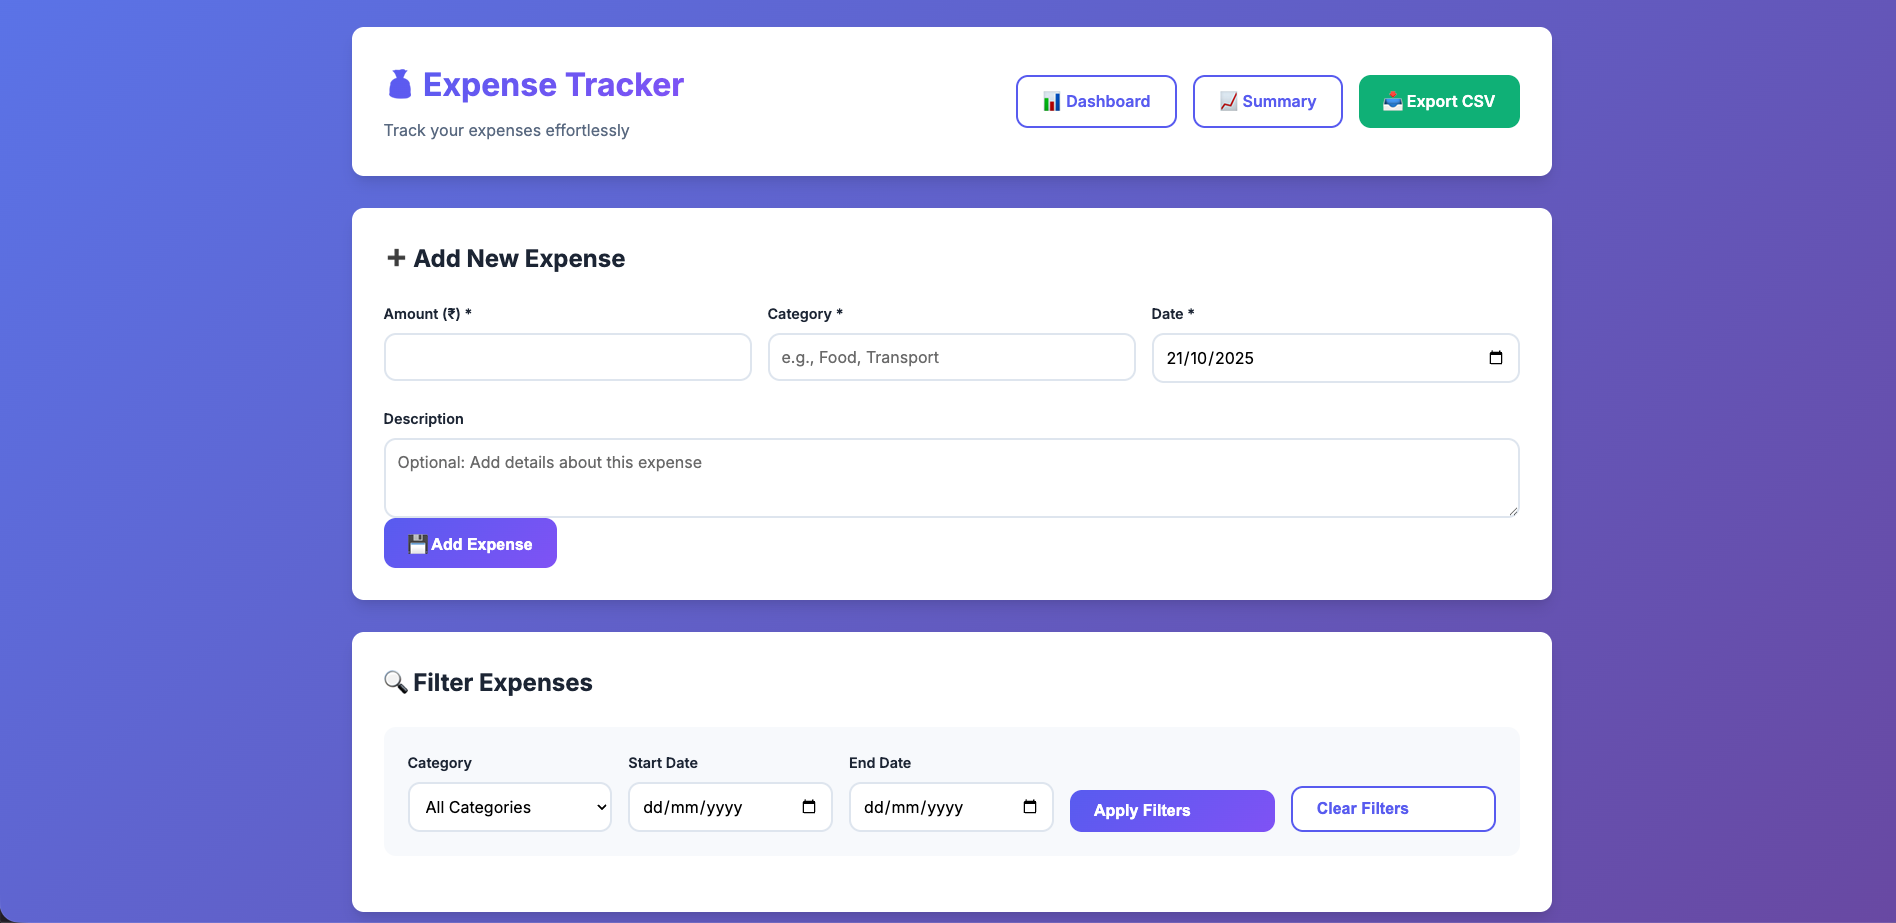 Expense Tracker
Track your expenses effortlessly
Dashboard
Summary
Export CSV
Add New Expense
Amount (₹) *
Category *
Date *
e.g., Food, Transport
21/10/2025
Description
Optional: Add details about this expense
Add Expense
Filter Expenses
Category
Start Date
End Date
All Categories
dd/mm/yyyy
dd/mm/yyyy
Apply Filters
Clear Filters